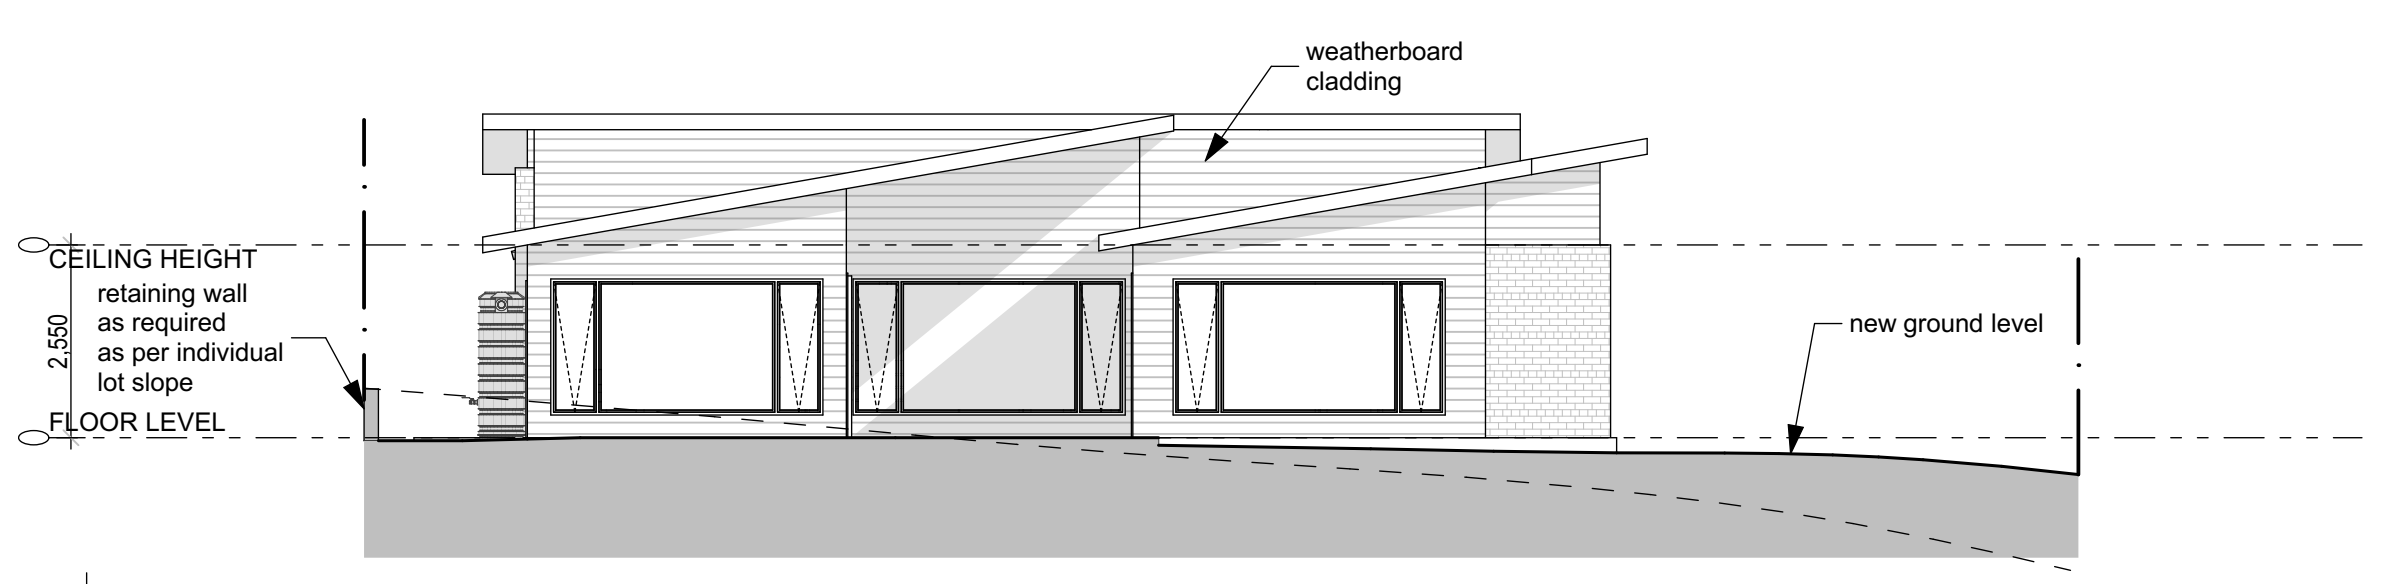 weatherboard
cladding
CEILING HEIGHT
retaining wall
as required
as per individual
lot slope
2,550
new ground level
FLOOR LEVEL